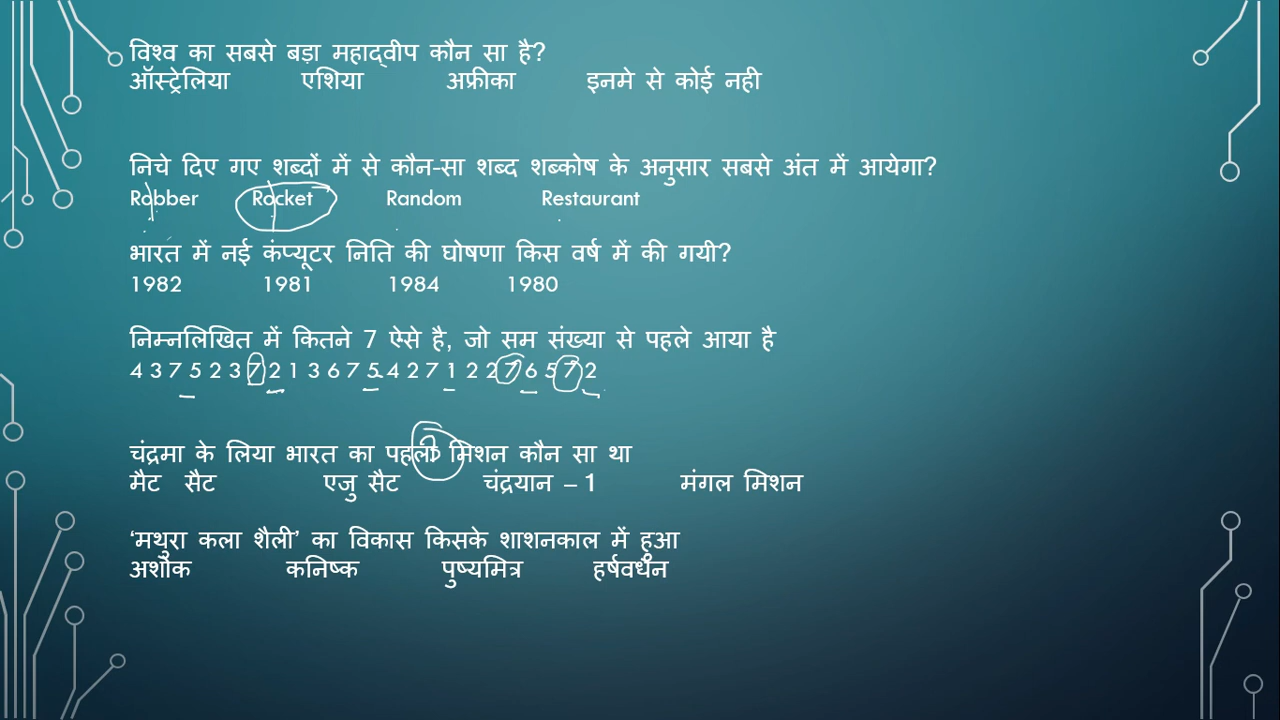 विश्व का सबसे बड़ा महाद्वीप कौन सा है?
ऑस्ट्रेलिया एशिया अफ्रीका इनमे से कोई नही
निचे दिए गए शब्दों में से कौन-सा शब्द शब्कोष के अनुसार सबसे अंत में आयेगा?
Robber Rocket Random Restaurant
भारत में नई कंप्यूटर निति की घोषणा किस वर्ष में की गयी?
1982 1981 1984 1980
निम्नलिखित में कितने 7 ऐसे है, जो सम संख्या से पहले आया है
4 3 7 5 2 3 7 2 1 3 6 7 5 4 2 7 1 2 2 7 6 5 7 2
चंद्रमा के लिया भारत का पहला मिशन कौन सा था
मैट सैट एजु सैट चंद्रयान – 1 मंगल मिशन
‘मथुरा कला शैली’ का विकास किसके शाशनकाल में हुआ
अशोक कनिष्क पुष्यमित्र हर्षवर्धन